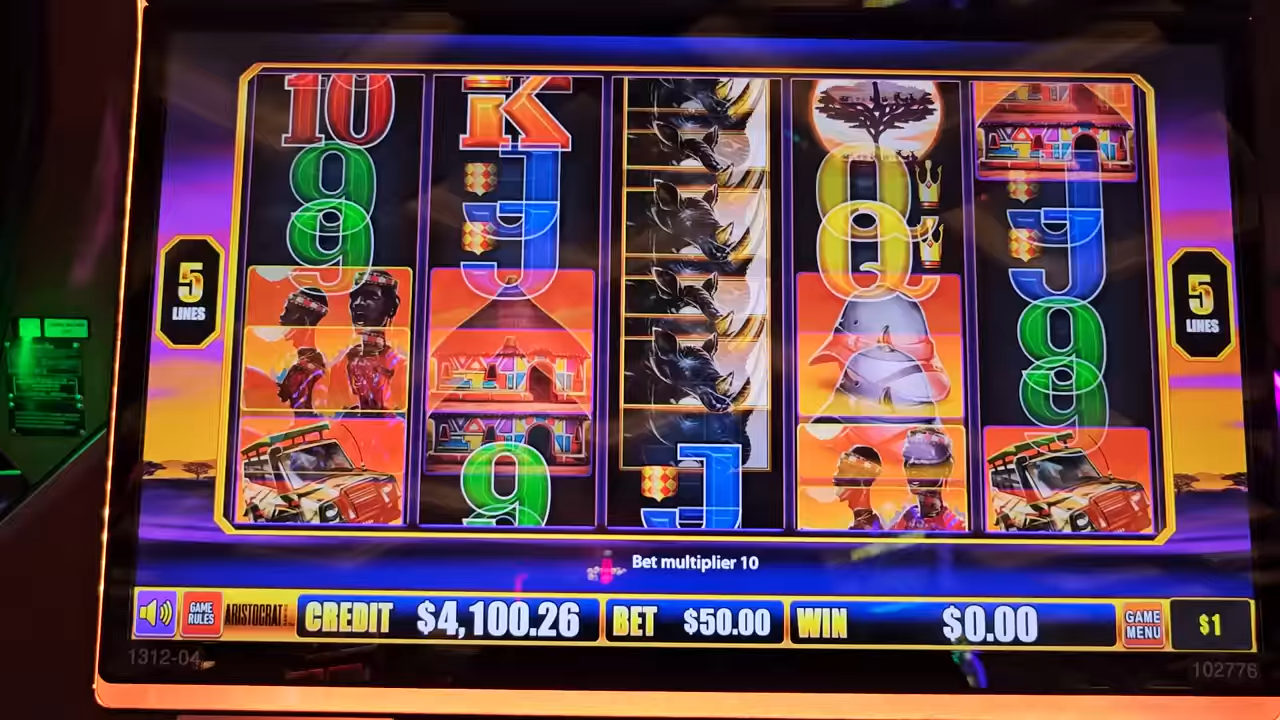 10 K
9 J
9 J Q J
Q J
5 LINES
5 LINES
9
9
9 J
Bet multiplier 10
GAME RULES
ARISTOCRAT
CREDIT $4,100.26
BET $50.00
WIN $0.00
GAME MENU
$1
1312-04
102776